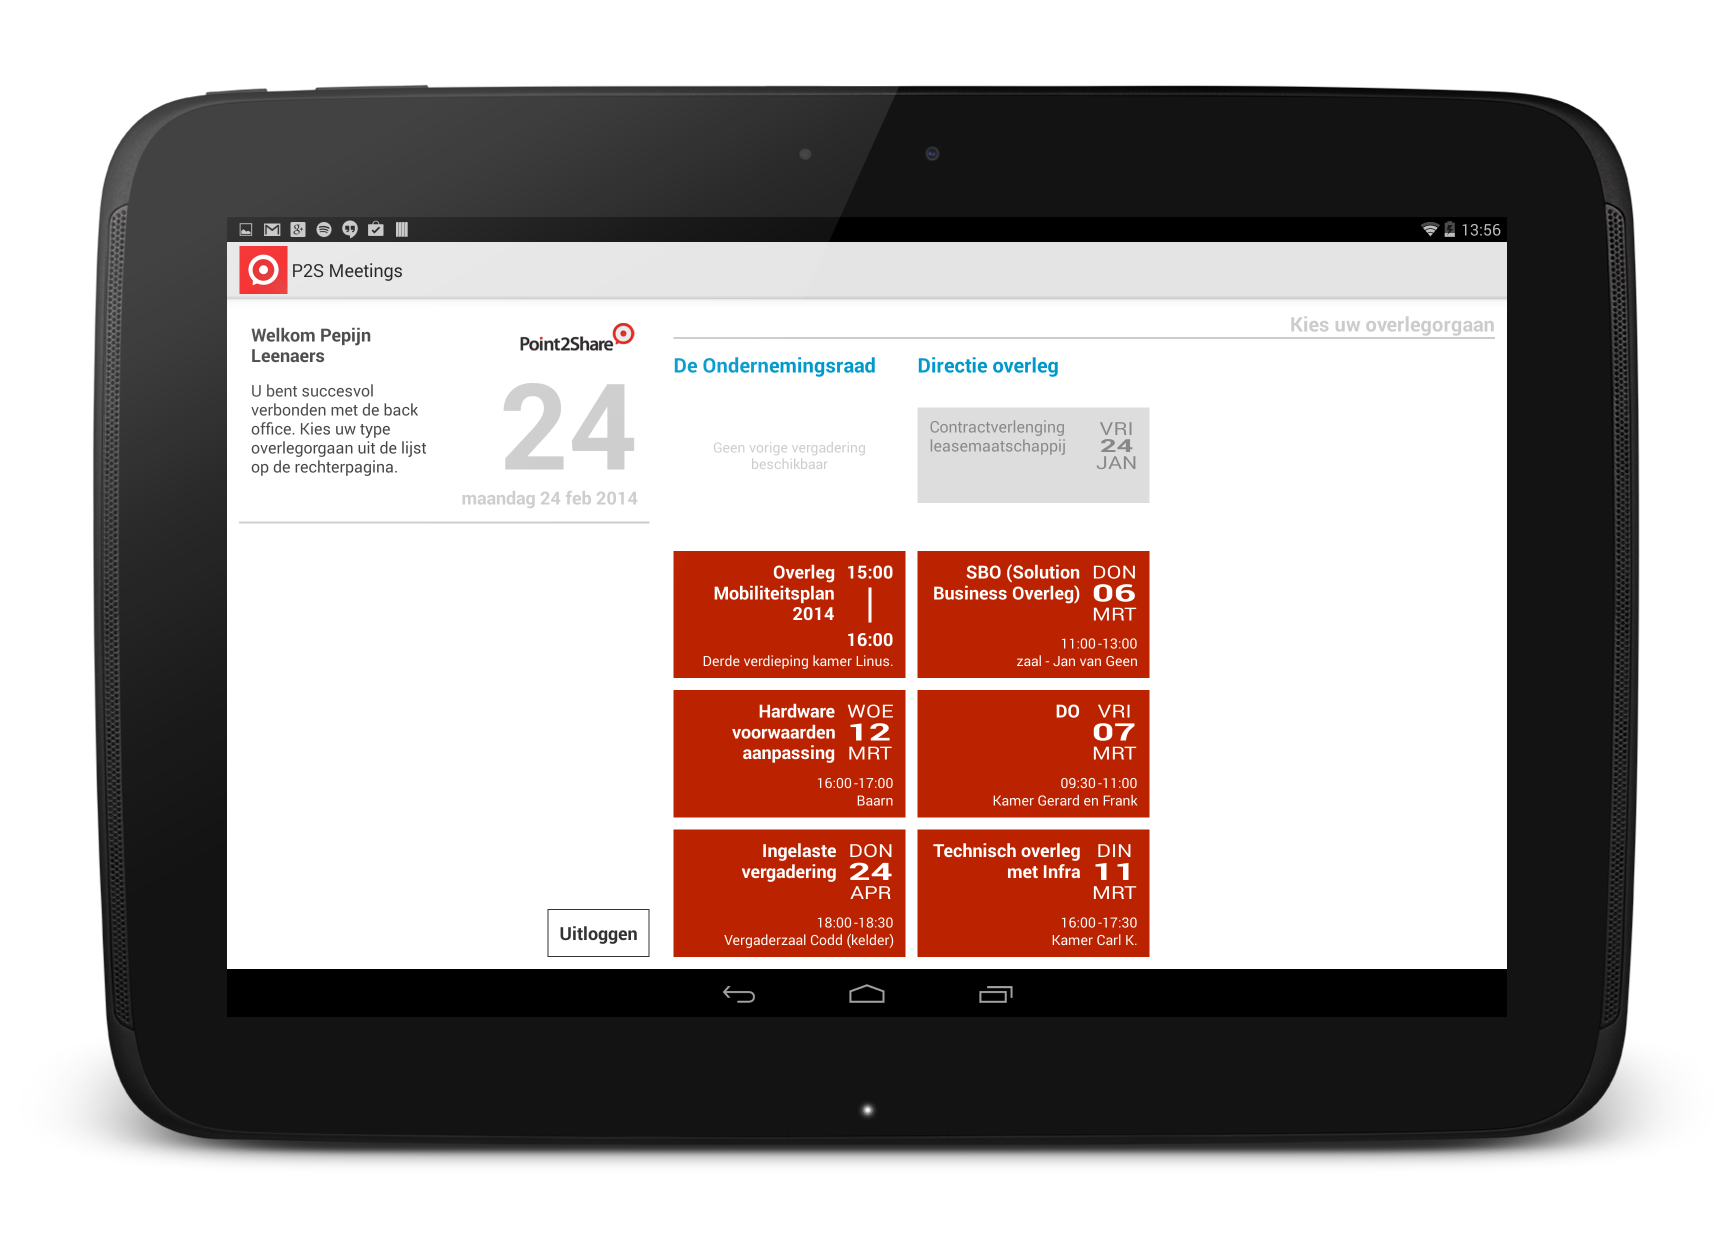 13:56
P2S Meetings
Welkom Pepijn
Leenaers
U bent succesvol
verbonden met de back
office. Kies uw type
overlegorgaan uit de lijst
op de rechterpagina.
Point2Share
24
maandag 24 feb 2014
Uitloggen
Kies uw overlegorgaan
De Ondernemingsraad
Geen vorige vergadering
beschikbaar
Overleg
Mobiliteitsplan
2014
15:00
16:00
Derde verdieping kamer Linus.
Hardware
voorwaarden
aanpassing
WOE
12
MRT
16:00-17:00
Baarn
Ingelaste
vergadering
DON
24
APR
18:00-18:30
Vergaderzaal Codd (kelder)
Directie overleg
Contractverlenging
leasemaatschappij
VRI
24
JAN
SBO (Solution
Business Overleg)
DON
06
MRT
11:00-13:00
zaal - Jan van Geen
DO
VRI
07
MRT
09:30-11:00
Kamer Gerard en Frank
Technisch overleg
met Infra
DIN
11
MRT
16:00-17:30
Kamer Carl K.